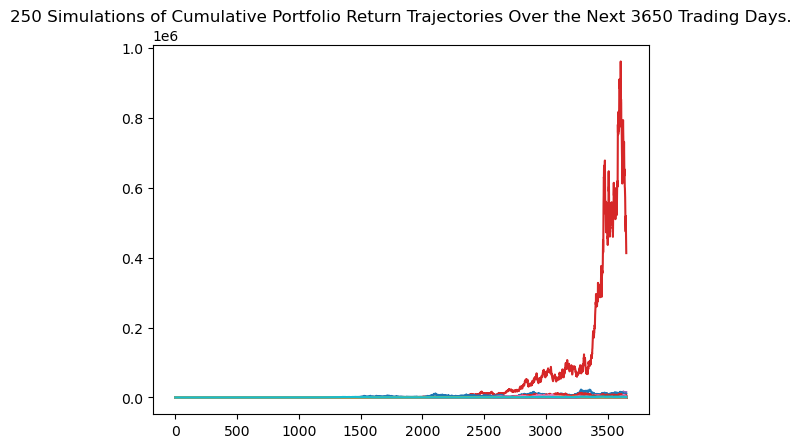 250 Simulations of Cumulative Portfolio Return Trajectories Over the Next 3650 Trading Days.
1e6
1.0
0.8
0.6
0.4
0.2
0.0
0 500 1000 1500 2000 2500 3000 3500